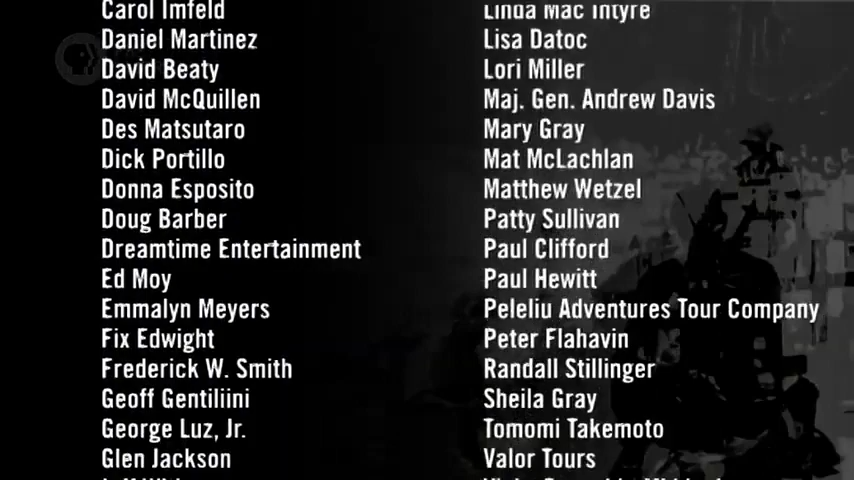 Carol Imfeld
Daniel Martinez
David Beaty
David McQuillen
Des Matsutaro
Dick Portillo
Donna Esposito
Doug Barber
Dreamtime Entertainment
Ed Moy
Emmalyn Meyers
Fix Edwight
Frederick W. Smith
Geoff Gentiliini
George Luz, Jr.
Glen Jackson
Linda Mac Intyre
Lisa Datoc
Lori Miller
Maj. Gen. Andrew Davis
Mary Gray
Mat McLachlan
Matthew Wetzel
Patty Sullivan
Paul Clifford
Paul Hewitt
Peleliu Adventures Tour Company
Peter Flahavin
Randall Stillinger
Sheila Gray
Tomomi Takemoto
Valor Tours